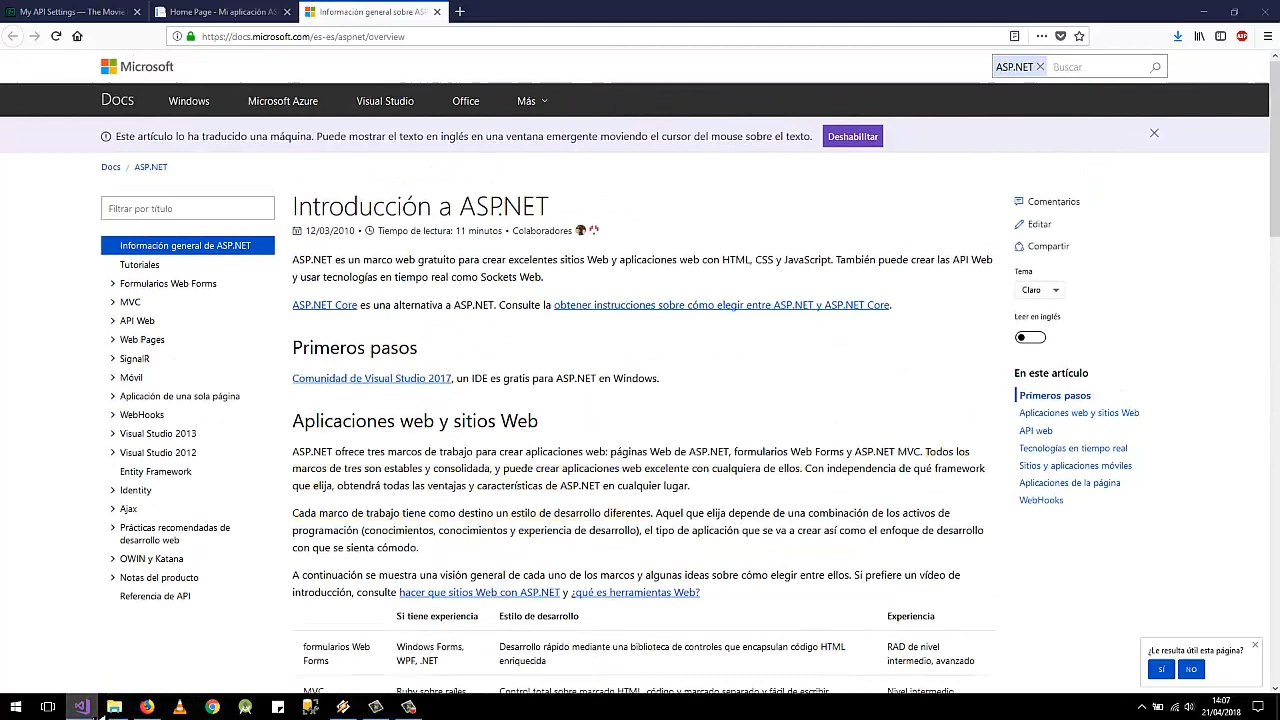 My API Settings — The Movie
Home Page - Mi aplicación AS
Información general sobre ASP
https://docs.microsoft.com/es-es/aspnet/overview
Microsoft
ASP.NET
Buscar
Docs
Windows
Microsoft Azure
Visual Studio
Office
Más
Este artículo lo ha traducido una máquina. Puede mostrar el texto en inglés en una ventana emergente moviendo el cursor del mouse sobre el texto.
Deshabilitar
Docs / ASP.NET
Filtrar por título
Información general de ASP.NET
Tutoriales
Formularios Web Forms
MVC
API Web
Web Pages
SignalR
Móvil
Aplicación de una sola página
WebHooks
Visual Studio 2013
Visual Studio 2012
Entity Framework
Identity
Ajax
Prácticas recomendadas de
desarrollo web
OWIN y Katana
Notas del producto
Referencia de API
Introducción a ASP.NET
12/03/2010 • Tiempo de lectura: 11 minutos • Colaboradores
ASP.NET es un marco web gratuito para crear excelentes sitios Web y aplicaciones web con HTML, CSS y JavaScript. También puede crear las API Web
y usar tecnologías en tiempo real como Sockets Web.
ASP.NET Core es una alternativa a ASP.NET. Consulte la obtener instrucciones sobre cómo elegir entre ASP.NET y ASP.NET Core.
Primeros pasos
Comunidad de Visual Studio 2017, un IDE es gratis para ASP.NET en Windows.
Aplicaciones web y sitios Web
ASP.NET ofrece tres marcos de trabajo para crear aplicaciones web: páginas Web de ASP.NET, formularios Web Forms y ASP.NET MVC. Todos los
marcos de tres son estables y consolidada, y puede crear aplicaciones web excelente con cualquiera de ellos. Con independencia de qué framework
que elija, obtendrá todas las ventajas y características de ASP.NET en cualquier lugar.
Cada marco de trabajo tiene como destino un estilo de desarrollo diferentes. Aquel que elija depende de una combinación de los activos de
programación (conocimientos, conocimientos y experiencia de desarrollo), el tipo de aplicación que se va a crear así como el enfoque de desarrollo
con que se sienta cómodo.
A continuación se muestra una visión general de cada uno de los marcos y algunas ideas sobre cómo elegir entre ellos. Si prefiere un vídeo de
introducción, consulte hacer que sitios Web con ASP.NET y ¿qué es herramientas Web?
Si tiene experiencia
Estilo de desarrollo
Experiencia
formularios Web
Forms
Windows Forms,
WPF, .NET
Desarrollo rápido mediante una biblioteca de controles que encapsulan código HTML
enriquecida
RAD de nivel
intermedio, avanzado
MVC
Ruby sobre raíles
Control total sobre marcado HTML, código y marcado separado y fácil de escribir
Nivel intermedio
Comentarios
Editar
Compartir
Tema
Claro
Leer en inglés
En este artículo
Primeros pasos
Aplicaciones web y sitios Web
API web
Tecnologías en tiempo real
Sitios y aplicaciones móviles
Aplicaciones de la página
WebHooks
¿Le resulta útil esta página?
SÍ
NO
14:07
21/04/2018